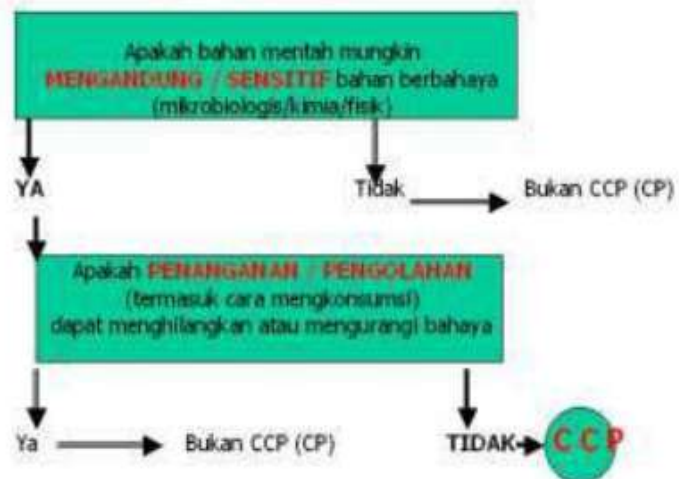 Apakah bahan mentah mungkin
MENGANDUNG / SENSITIF bahan berbahaya
(mikrobiologis/kimia/fisik)
YA
Tidak
Bukan CCP (CP)
Apakah PENANGANAN / PENGOLAHAN
(termasuk cara mengkonsumsi)
dapat menghilangkan atau mengurangi bahaya
Ya
Bukan CCP (CP)
TIDAK
C C P